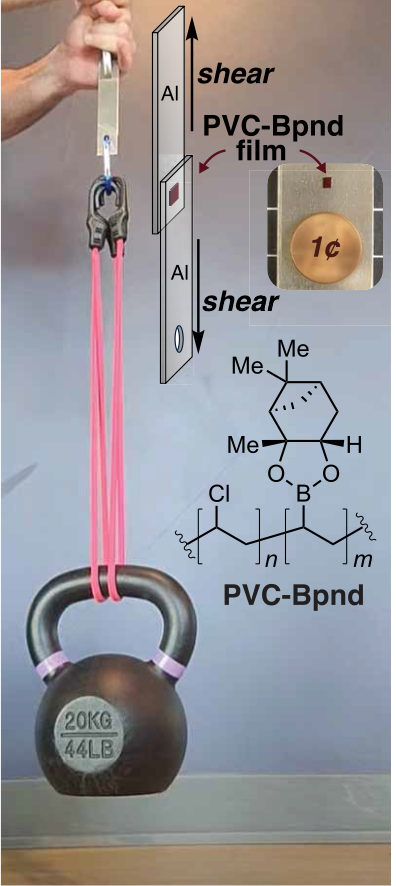 Al
shear
PVC-Bpnd
film
1¢
Al
shear
Me
Me
Me
H
O
O
B
Cl
n
m
PVC-Bpnd
20KG
44LB